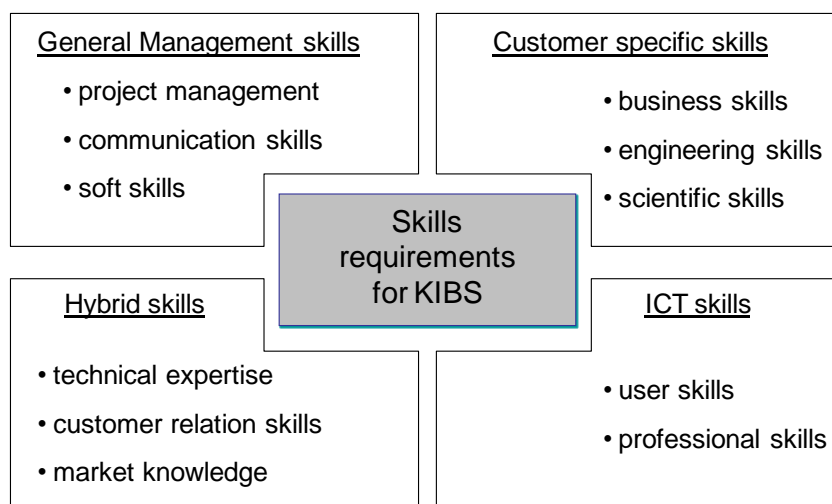 General Management skills
• project management
• communication skills
• soft skills
Customer specific skills
• business skills
• engineering skills
• scientific skills
Skills
requirements
for KIBS
Hybrid skills
• technical expertise
• customer relation skills
• market knowledge
ICT skills
• user skills
• professional skills